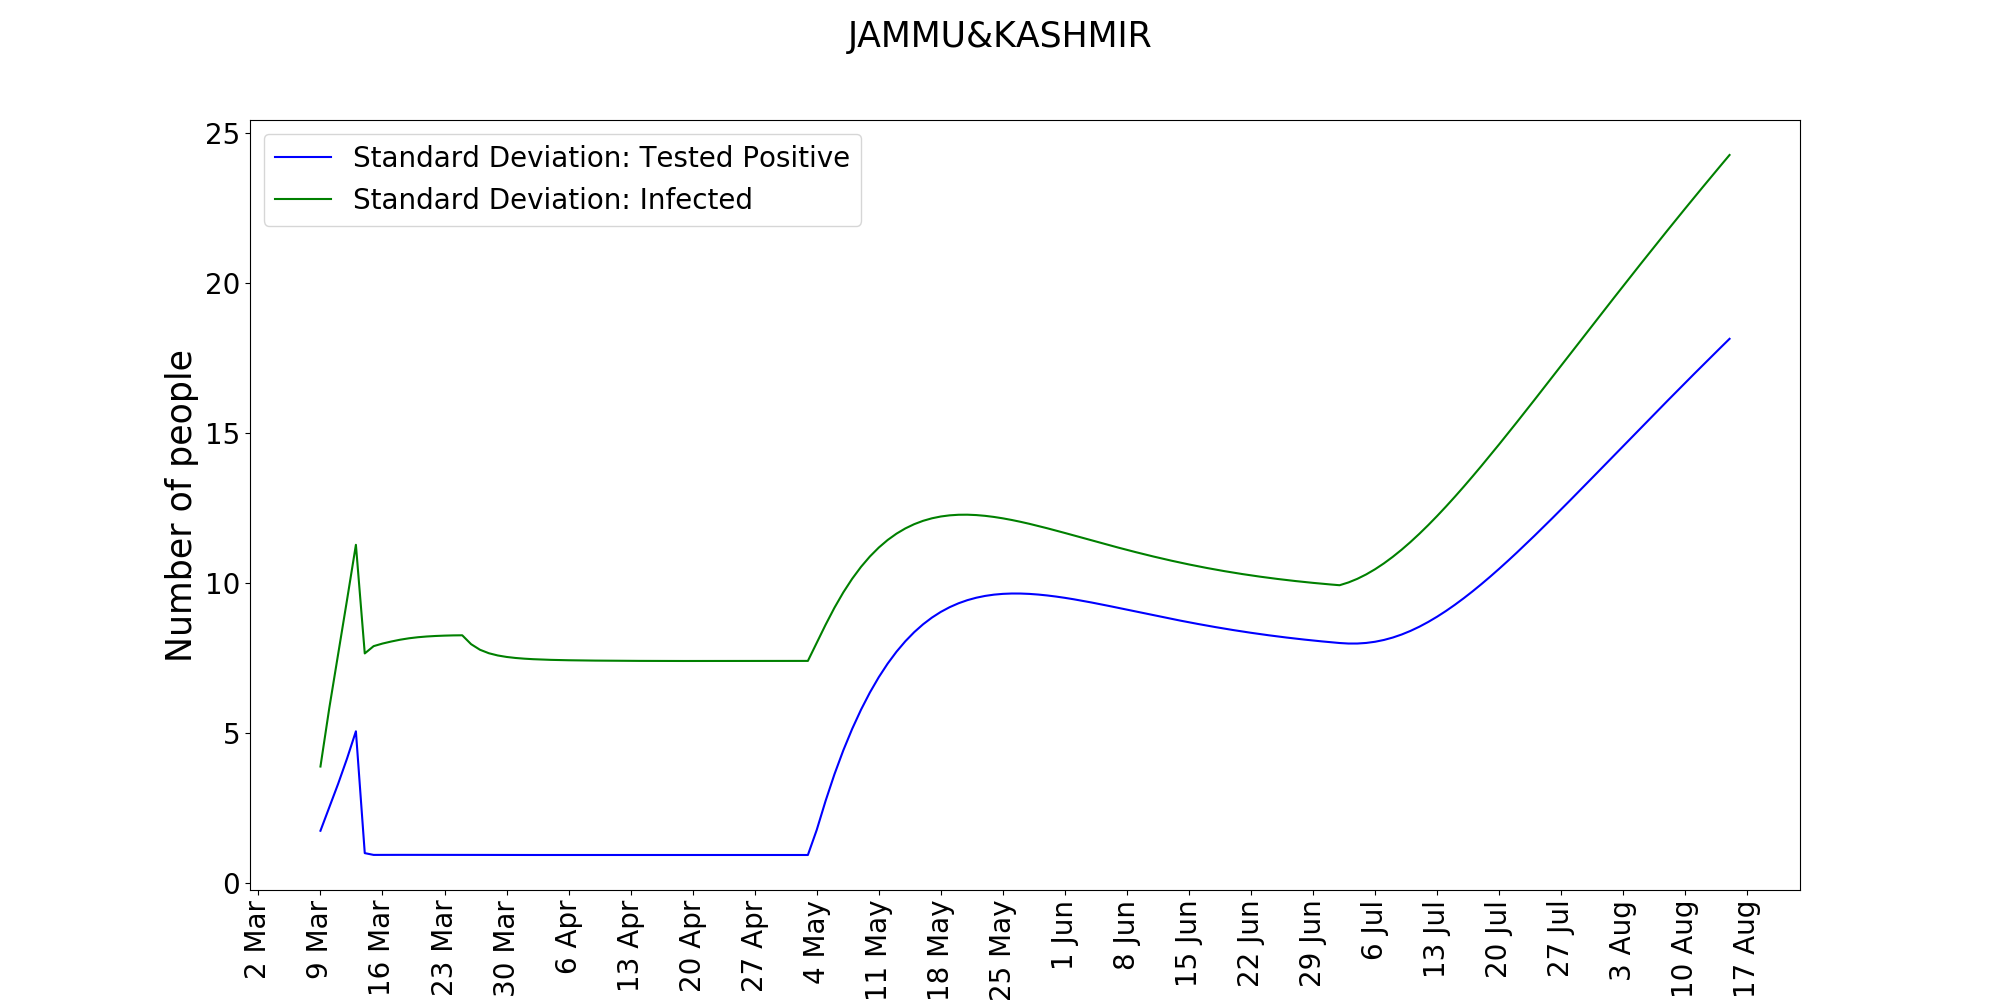 JAMMU&KASHMIR
Standard Deviation: Tested Positive
Standard Deviation: Infected
Number of people
25
20
15
10
5
0
2 Mar
9 Mar
16 Mar
23 Mar
30 Mar
6 Apr
13 Apr
20 Apr
27 Apr
4 May
11 May
18 May
25 May
1 Jun
8 Jun
15 Jun
22 Jun
29 Jun
6 Jul
13 Jul
20 Jul
27 Jul
3 Aug
10 Aug
17 Aug